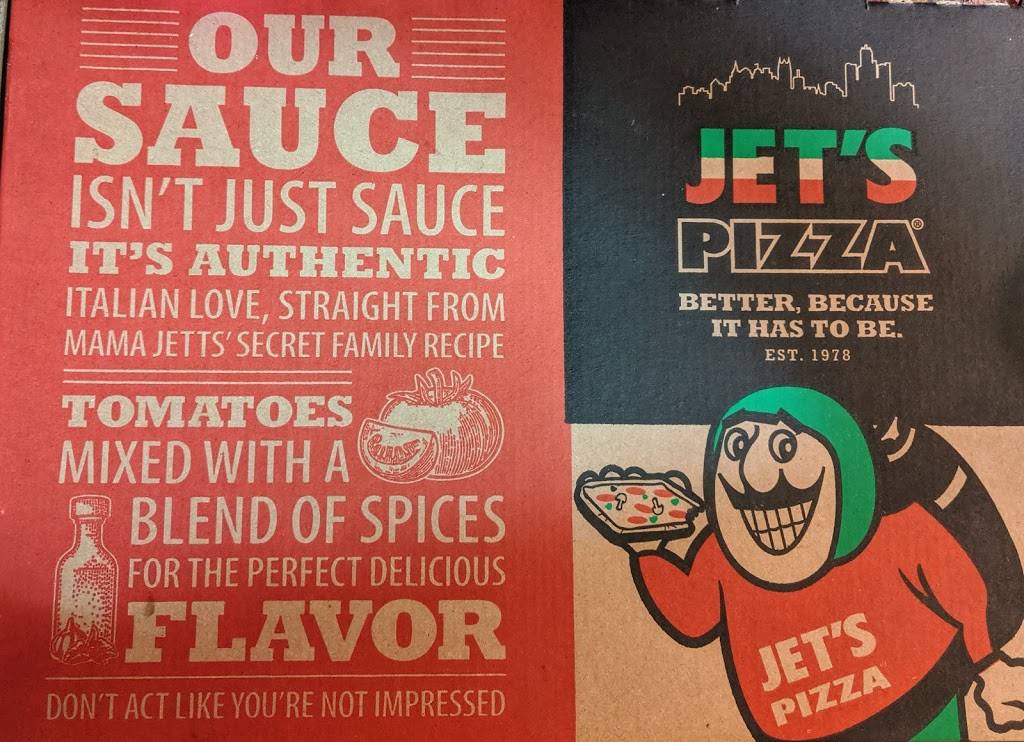 OUR
SAUCE
ISN'T JUST SAUCE
IT'S AUTHENTIC
ITALIAN LOVE, STRAIGHT FROM
MAMA JETTS' SECRET FAMILY RECIPE
TOMATOES
MIXED WITH A
BLEND OF SPICES
FOR THE PERFECT DELICIOUS
FLAVOR
DON'T ACT LIKE YOU'RE NOT IMPRESSED
JET'S
PIZZA®
BETTER, BECAUSE
IT HAS TO BE.
EST. 1978
JET'S
PIZZA